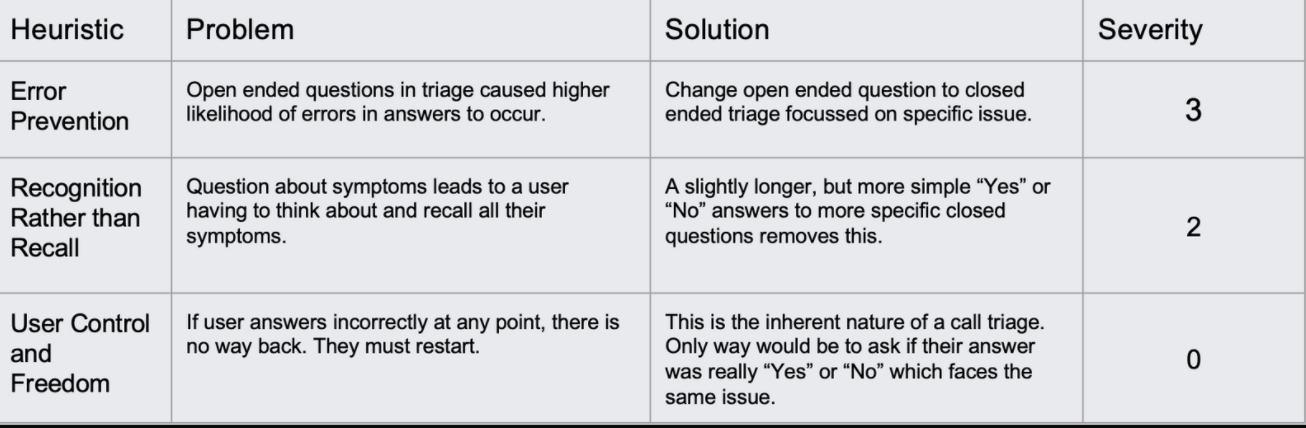 Heuristic
Problem
Solution
Severity
Error
Prevention
Open ended questions in triage caused higher
likelihood of errors in answers to occur.
Change open ended question to closed
ended triage focussed on specific issue.
3
Recognition
Rather than
Recall
Question about symptoms leads to a user
having to think about and recall all their
symptoms.
A slightly longer, but more simple “Yes” or
“No” answers to more specific closed
questions removes this.
2
User Control
and
Freedom
If user answers incorrectly at any point, there is
no way back. They must restart.
This is the inherent nature of a call triage.
Only way would be to ask if their answer
was really “Yes” or “No” which faces the
same issue.
0